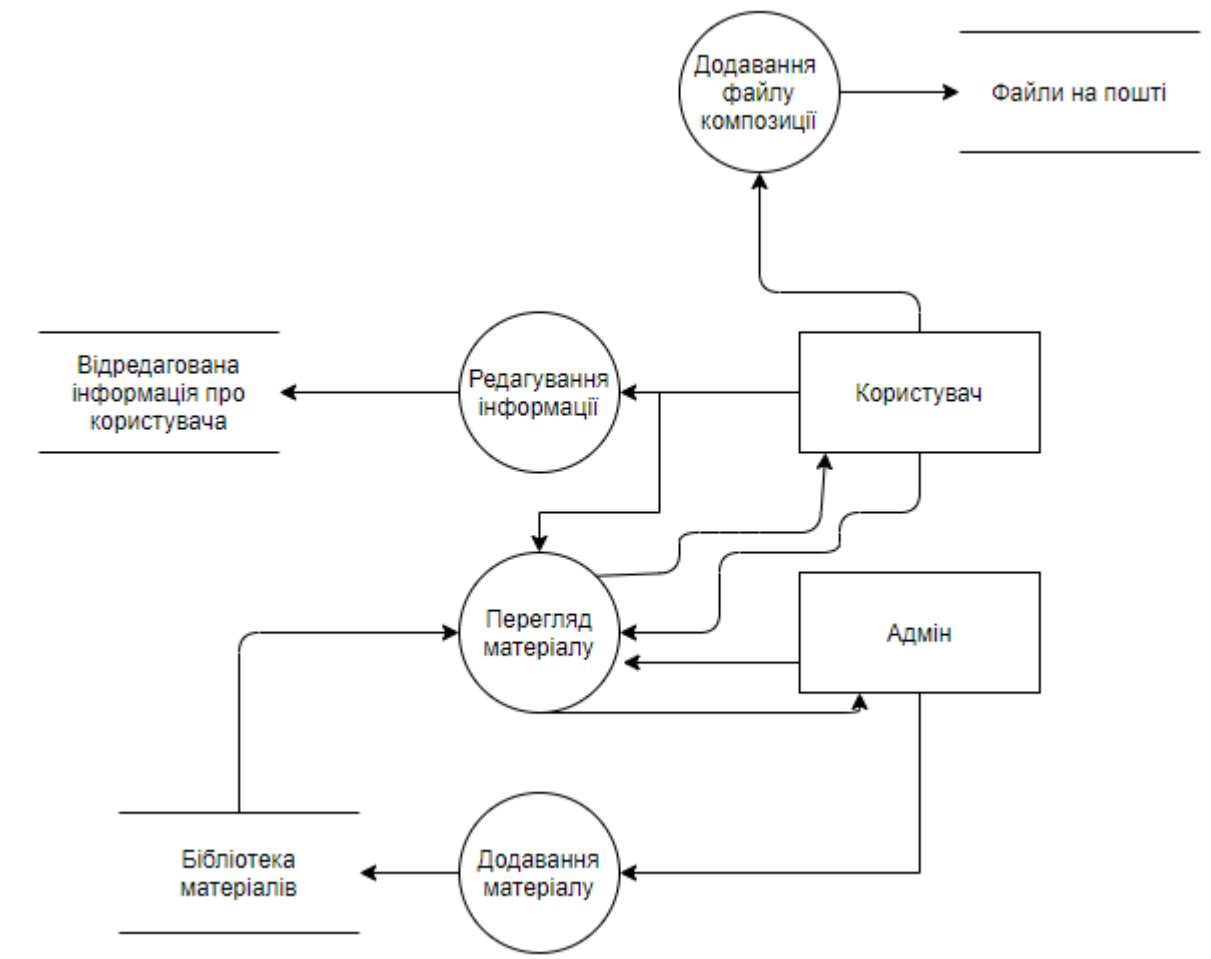 Додавання
файлу
композиції
Файли на пошті
Відредагована
інформація про
користувача
Редагування
інформації
Користувач
Перегляд
матеріалу
Адмін
Бібліотека
матеріалів
Додавання
матеріалу